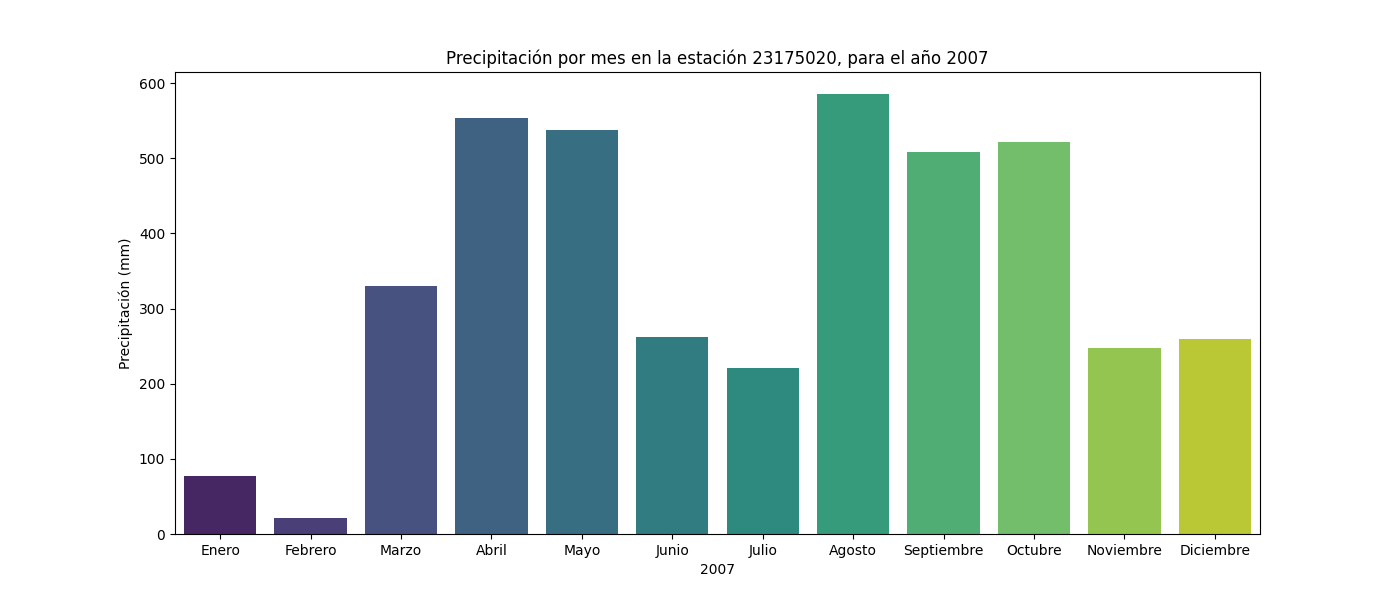 Precipitación por mes en la estación 23175020, para el año 2007
Precipitación (mm)
600
500
400
300
200
100
0
Enero Febrero Marzo Abril Mayo Junio Julio Agosto Septiembre Octubre Noviembre Diciembre
2007